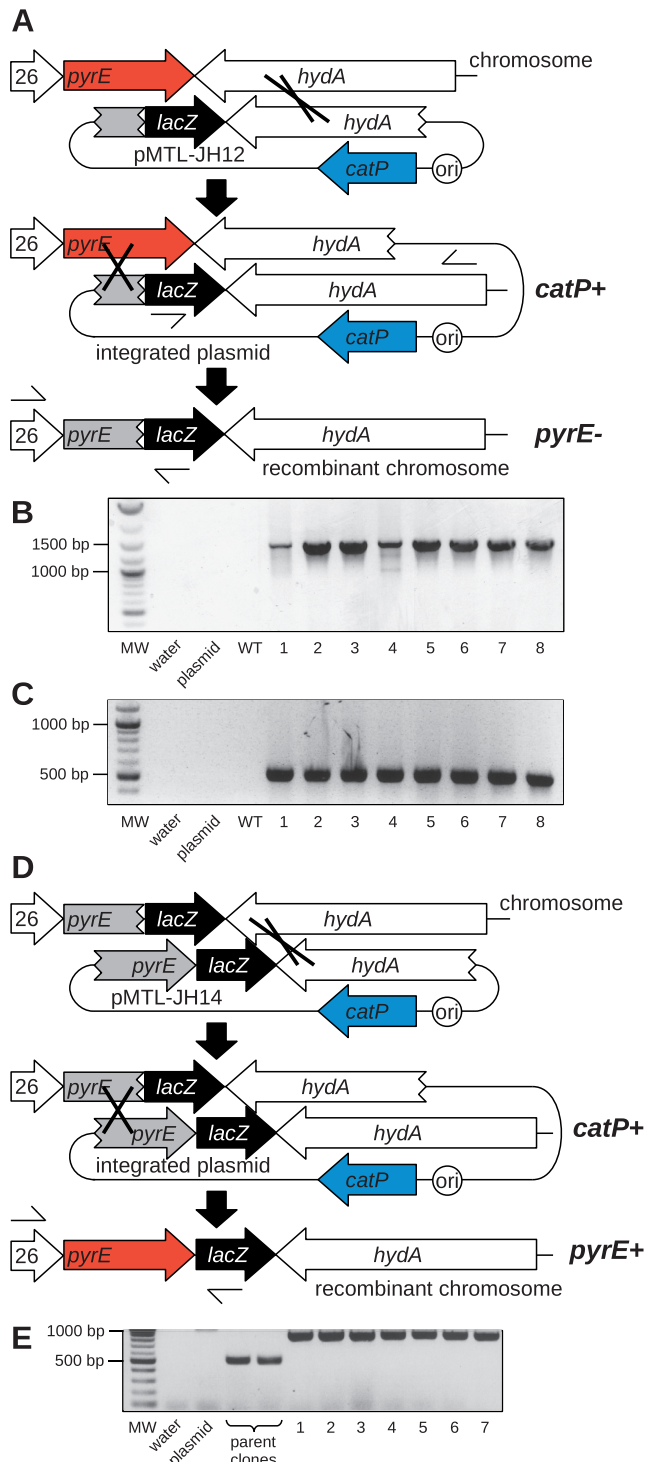 A
chromosome
26 pyrE hydA
lacZ hydA
pMTL-JH12 catP ori
26 pyrE hydA
lacZ hydA catP+
catP ori
integrated plasmid
26 pyrE lacZ hydA pyrE-
recombinant chromosome
B
1500 bp
1000 bp
MW water plasmid WT 1 2 3 4 5 6 7 8
C
1000 bp
500 bp
MW water plasmid WT 1 2 3 4 5 6 7 8
D
chromosome
26 pyrE lacZ hydA
pyrE lacZ hydA
pMTL-JH14 catP ori
26 pyrE lacZ hydA
pyrE lacZ hydA catP+
integrated plasmid
catP ori
26 pyrE lacZ hydA pyrE+
recombinant chromosome
E
1000 bp
500 bp
MW water plasmid parent clones 1 2 3 4 5 6 7